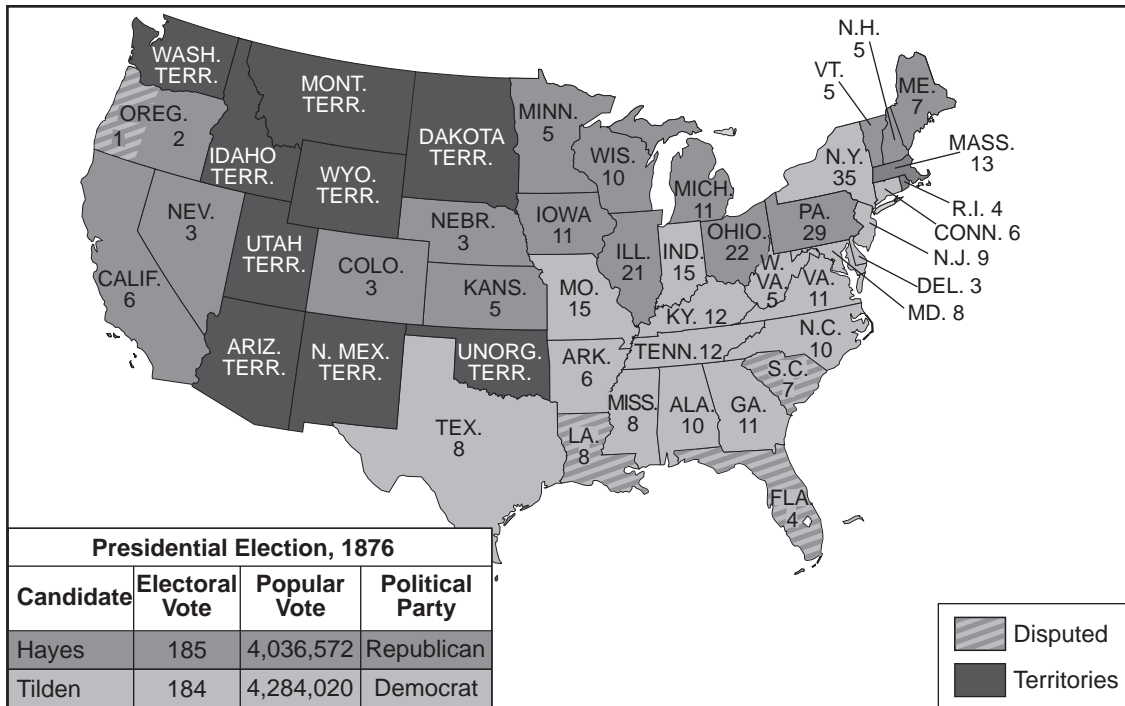 WASH.
TERR.
OREG.
1 2
MONT.
TERR.
IDAHO
TERR.
WYO.
TERR.
DAKOTA
TERR.
MINN.
5
WIS.
10
MICH.
11
N.H.
5
VT.
5
ME.
7
MASS.
13
N.Y.
35
R.I. 4
CONN. 6
N.J. 9
DEL. 3
MD. 8
PA.
29
NEV.
3
CALIF.
6
UTAH
TERR.
COLO.
3
NEBR.
3
KANS.
5
IOWA
11
ILL.
21
IND.
15
OHIO.
22
W.
VA.
5
VA.
11
MO.
15
KY. 12
N.C.
10
TENN.12
S.C.
7
ARIZ.
TERR.
N. MEX.
TERR.
UNORG.
TERR.
ARK.
6
MISS.
8
ALA.
10
GA.
11
TEX.
8
LA.
8
FLA.
4
Presidential Election, 1876
Candidate Electoral Vote Popular Vote Political Party
Hayes 185 4,036,572 Republican
Tilden 184 4,284,020 Democrat
Disputed
Territories